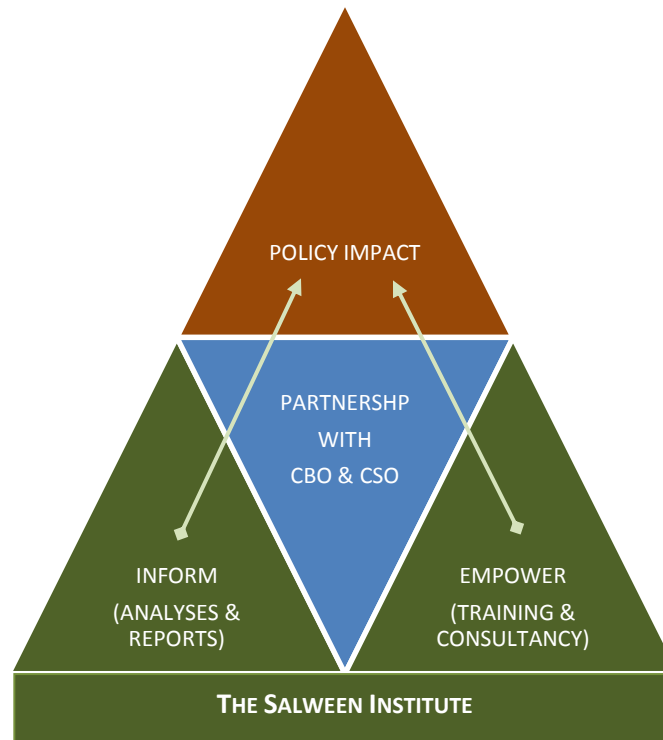 POLICY IMPACT
PARTNERSHP
WITH
CBO & CSO
INFORM
(ANALYSES &
REPORTS)
EMPOWER
(TRAINING &
CONSULTANCY)
THE SALWEEN INSTITUTE